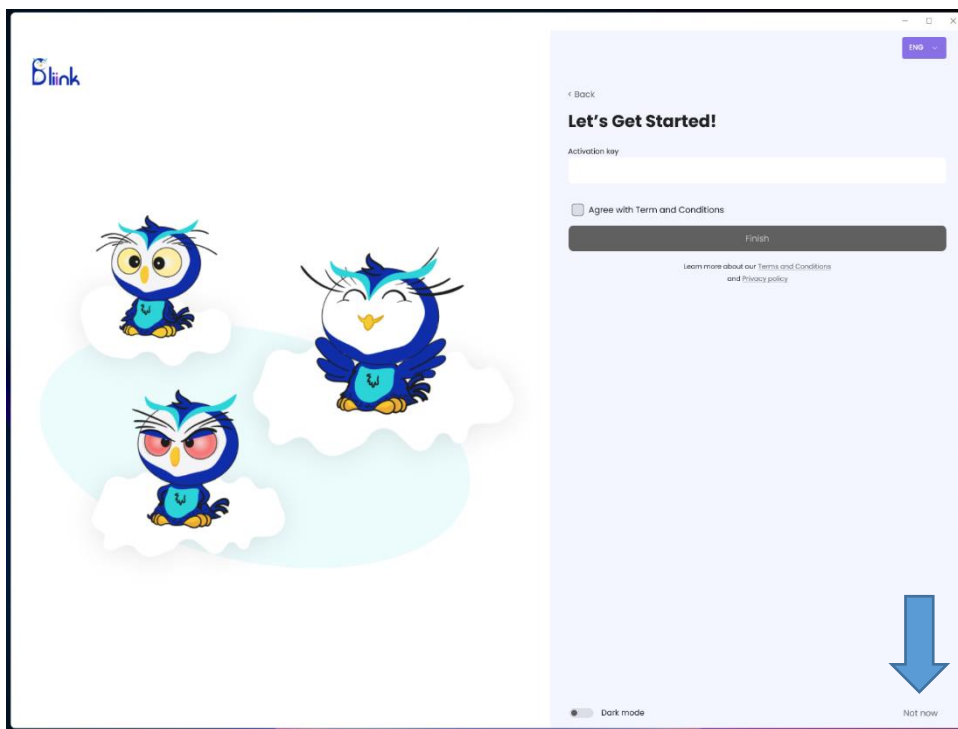 Bliink
ENG
< Back
Let's Get Started!
Activation key
Agree with Term and Conditions
Finish
Learn more about our Terms and Conditions
and Privacy policy
Dark mode
Not now